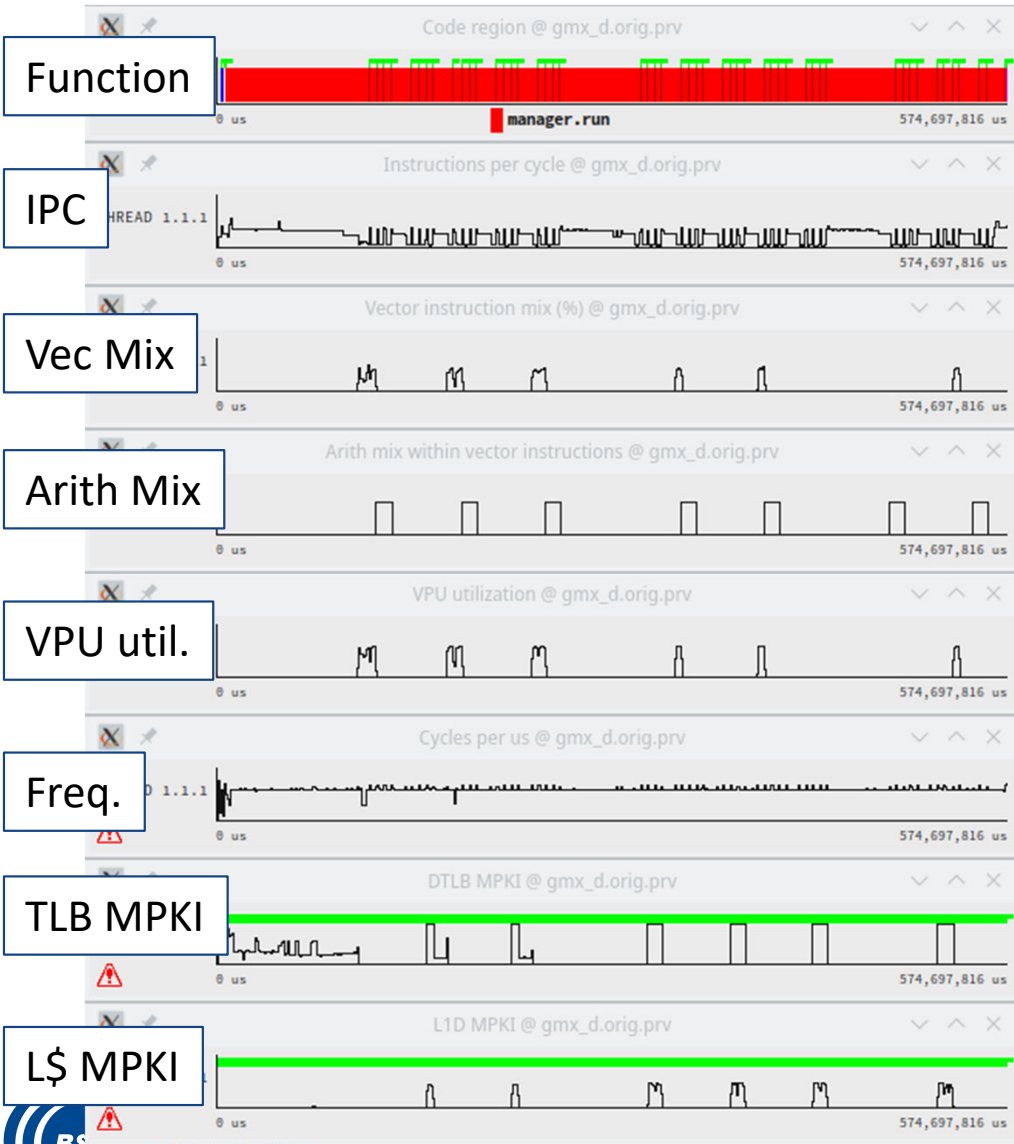 Code region @ gmx_d.orig.prv
Function
0 us
manager.run
574,697,816 us
Instructions per cycle @ gmx_d.orig.prv
IPC
HREAD 1.1.1
0 us
574,697,816 us
Vector instruction mix (%) @ gmx_d.orig.prv
Vec Mix
1
0 us
574,697,816 us
Arith mix within vector instructions @ gmx_d.orig.prv
Arith Mix
0 us
574,697,816 us
VPU utilization @ gmx_d.orig.prv
VPU util.
0 us
574,697,816 us
Cycles per us @ gmx_d.orig.prv
Freq.
D 1.1.1
0 us
574,697,816 us
DTLB MPKI @ gmx_d.orig.prv
TLB MPKI
0 us
574,697,816 us
L1D MPKI @ gmx_d.orig.prv
L$ MPKI
1
0 us
574,697,816 us